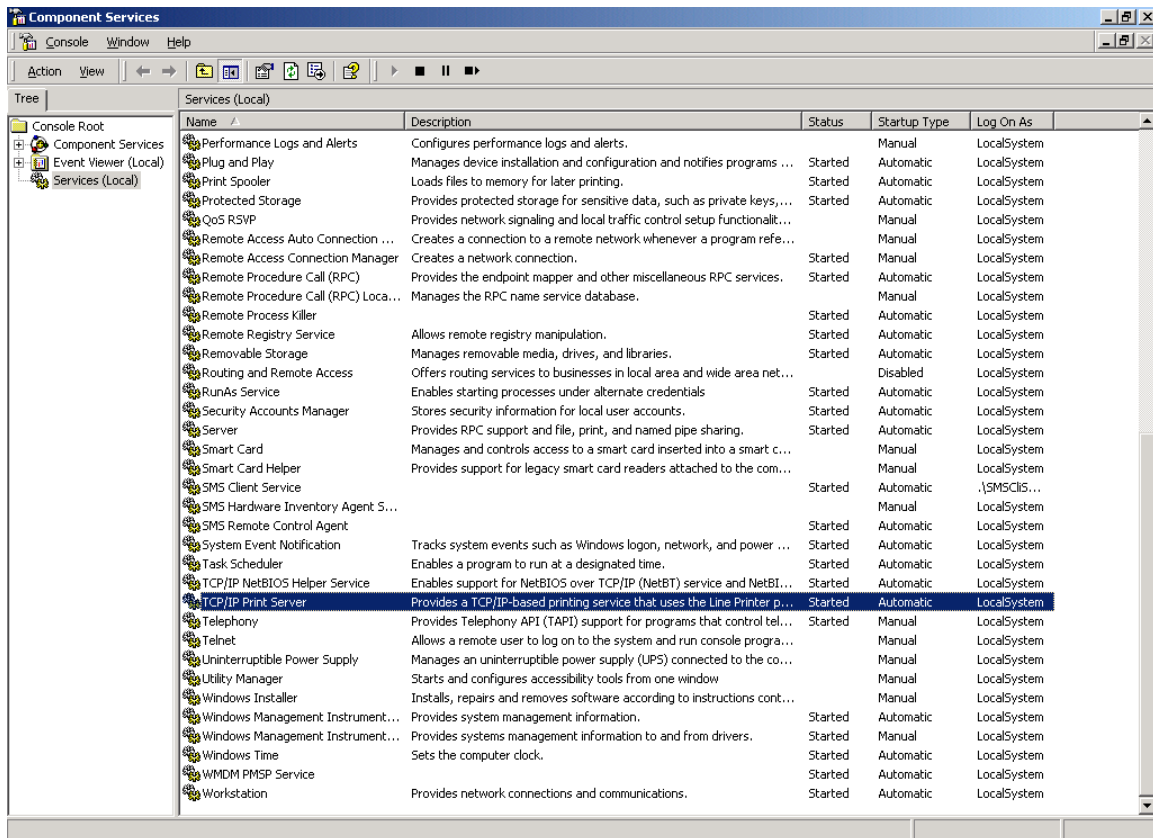 Component Services
Console Window Help
Action View
Tree
Services (Local)
Console Root
Component Services
Event Viewer (Local)
Services (Local)
Name Description Status Startup Type Log On As
Performance Logs and Alerts Configures performance logs and alerts. Manual LocalSystem
Plug and Play Manages device installation and configuration and notifies programs ... Started Automatic LocalSystem
Print Spooler Loads files to memory for later printing. Started Automatic LocalSystem
Protected Storage Provides protected storage for sensitive data, such as private keys,... Started Automatic LocalSystem
QoS RSVP Provides network signaling and local traffic control setup functionalit... Manual LocalSystem
Remote Access Auto Connection ... Creates a connection to a remote network whenever a program refe... Manual LocalSystem
Remote Access Connection Manager Creates a network connection. Started Manual LocalSystem
Remote Procedure Call (RPC) Provides the endpoint mapper and other miscellaneous RPC services. Started Automatic LocalSystem
Remote Procedure Call (RPC) Loca... Manages the RPC name service database. Manual LocalSystem
Remote Process Killer Started Automatic LocalSystem
Remote Registry Service Allows remote registry manipulation. Started Automatic LocalSystem
Removable Storage Manages removable media, drives, and libraries. Started Automatic LocalSystem
Routing and Remote Access Offers routing services to businesses in local area and wide area net... Disabled LocalSystem
RunAs Service Enables starting processes under alternate credentials Started Automatic LocalSystem
Security Accounts Manager Stores security information for local user accounts. Started Automatic LocalSystem
Server Provides RPC support and file, print, and named pipe sharing. Started Automatic LocalSystem
Smart Card Manages and controls access to a smart card inserted into a smart c... Manual LocalSystem
Smart Card Helper Provides support for legacy smart card readers attached to the com... Manual LocalSystem
SMS Client Service Started Automatic .\SMSCliS...
SMS Hardware Inventory Agent S... Manual LocalSystem
SMS Remote Control Agent Started Automatic LocalSystem
System Event Notification Tracks system events such as Windows logon, network, and power ... Started Automatic LocalSystem
Task Scheduler Enables a program to run at a designated time. Started Automatic LocalSystem
TCP/IP NetBIOS Helper Service Enables support for NetBIOS over TCP/IP (NetBT) service and NetBI... Started Automatic LocalSystem
TCP/IP Print Server Provides a TCP/IP-based printing service that uses the Line Printer p... Started Automatic LocalSystem
Telephony Provides Telephony API (TAPI) support for programs that control tel... Started Manual LocalSystem
Telnet Allows a remote user to log on to the system and run console progra... Manual LocalSystem
Uninterruptible Power Supply Manages an uninterruptible power supply (UPS) connected to the co... Manual LocalSystem
Utility Manager Starts and configures accessibility tools from one window Manual LocalSystem
Windows Installer Installs, repairs and removes software according to instructions cont... Manual LocalSystem
Windows Management Instrument... Provides system management information. Started Automatic LocalSystem
Windows Management Instrument... Provides systems management information to and from drivers. Started Manual LocalSystem
Windows Time Sets the computer clock. Started Automatic LocalSystem
WMDM PMSP Service Started Automatic LocalSystem
Workstation Provides network connections and communications. Started Automatic LocalSystem